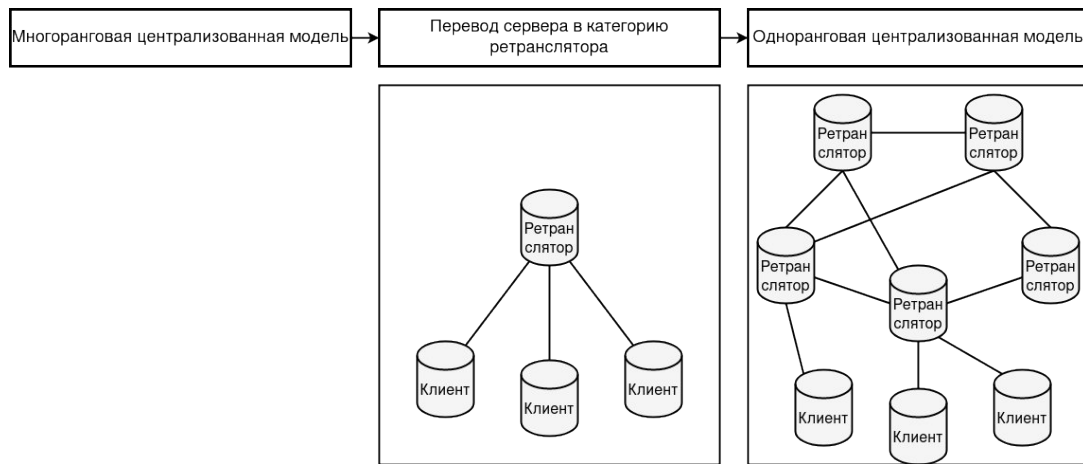 Многоранговая централизованная модель
Перевод сервера в категорию
ретранслятора
Одноранговая централизованная модель
Ретран
слятор
Клиент
Клиент
Клиент
Ретран
слятор
Ретран
слятор
Ретран
слятор
Ретран
слятор
Ретран
слятор
Клиент
Клиент
Клиент